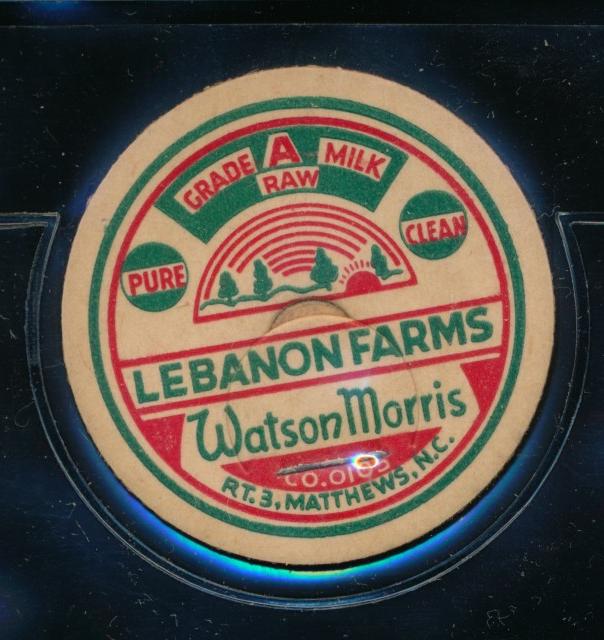 GRADE A RAW MILK
PURE
CLEAN
LEBANON FARMS
Watson Morris
RT. 3, MATTHEWS, N.C.